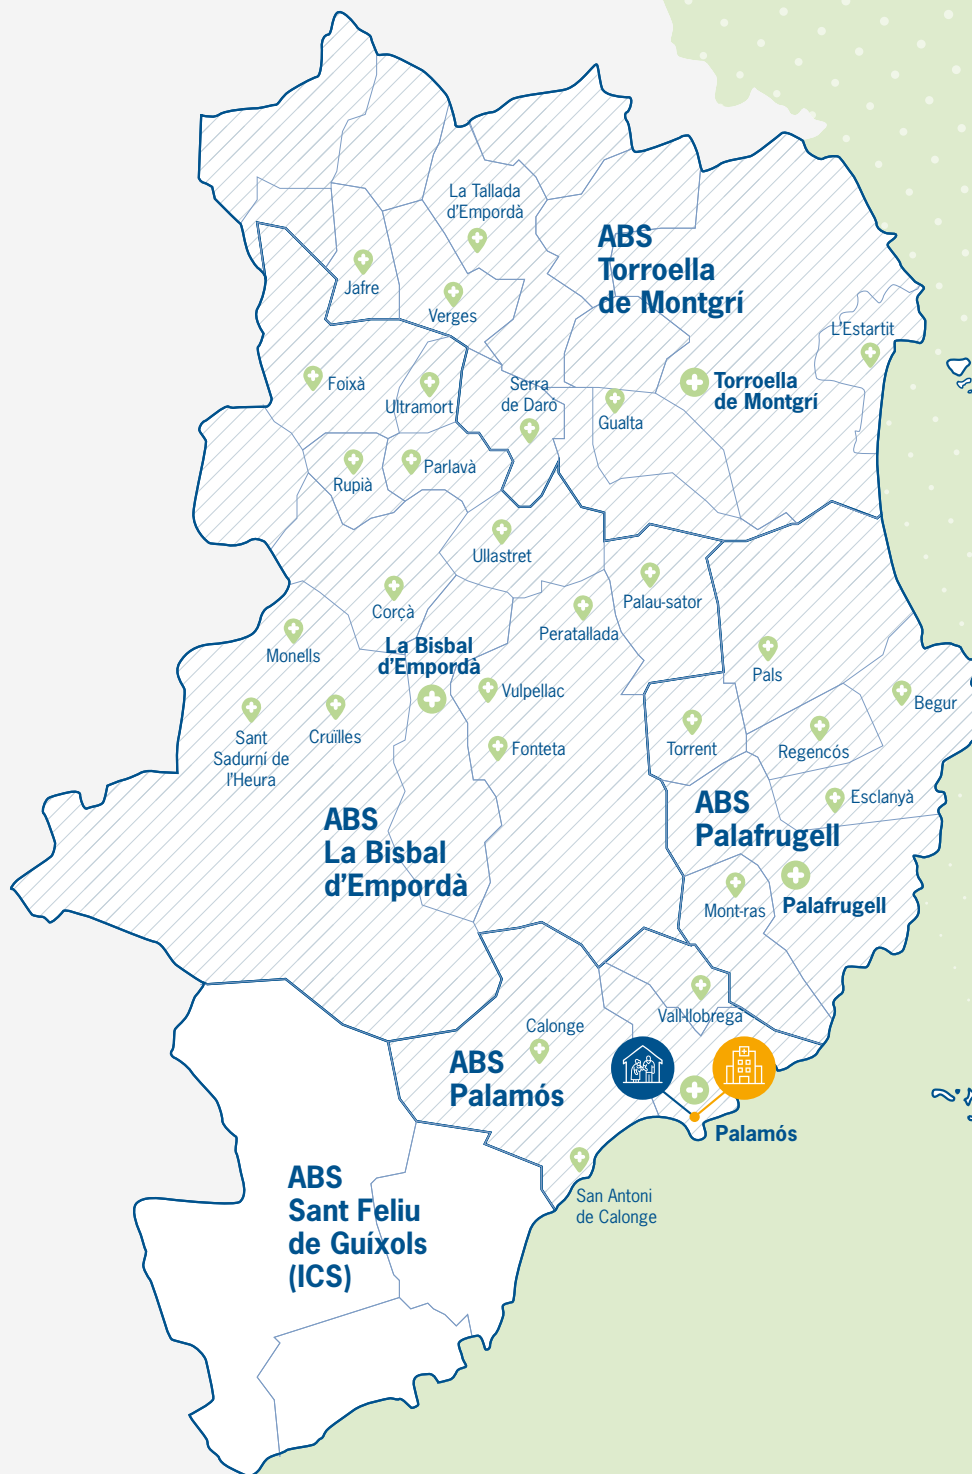 La Tallada
d'Empordà
Jafre
Verges
ABS
Torroella
de Montgrí
L'Estartit
Foixà
Ultramort
Serra
de Daró
Gualta
Torroella
de Montgrí
Rupià
Parlavà
Ullastret
Corçà
Peratallada
Palau-sator
Monells
La Bisbal
d'Empordà
Vulpellac
Pals
Begur
Sant
Sadurní de
l'Heura
Cruïlles
Fonteta
Torrent
Regencós
Esclanyà
ABS
La Bisbal
d'Empordà
ABS
Palafrugell
Mont-ras
Palafrugell
Vall-llobrega
Calonge
ABS
Palamós
Palamós
San Antoni
de Calonge
ABS
Sant Feliu
de Guíxols
(ICS)